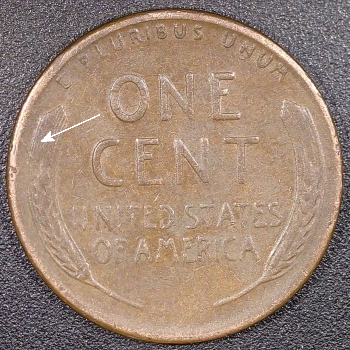 E PLURIBUS UNUM
ONE
CENT
UNITED STATES
OF AMERICA